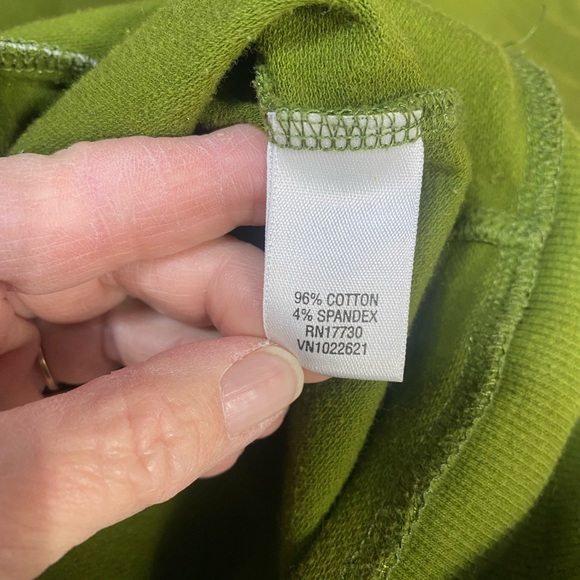 96% COTTON
4% SPANDEX
RN17730
VN1022621